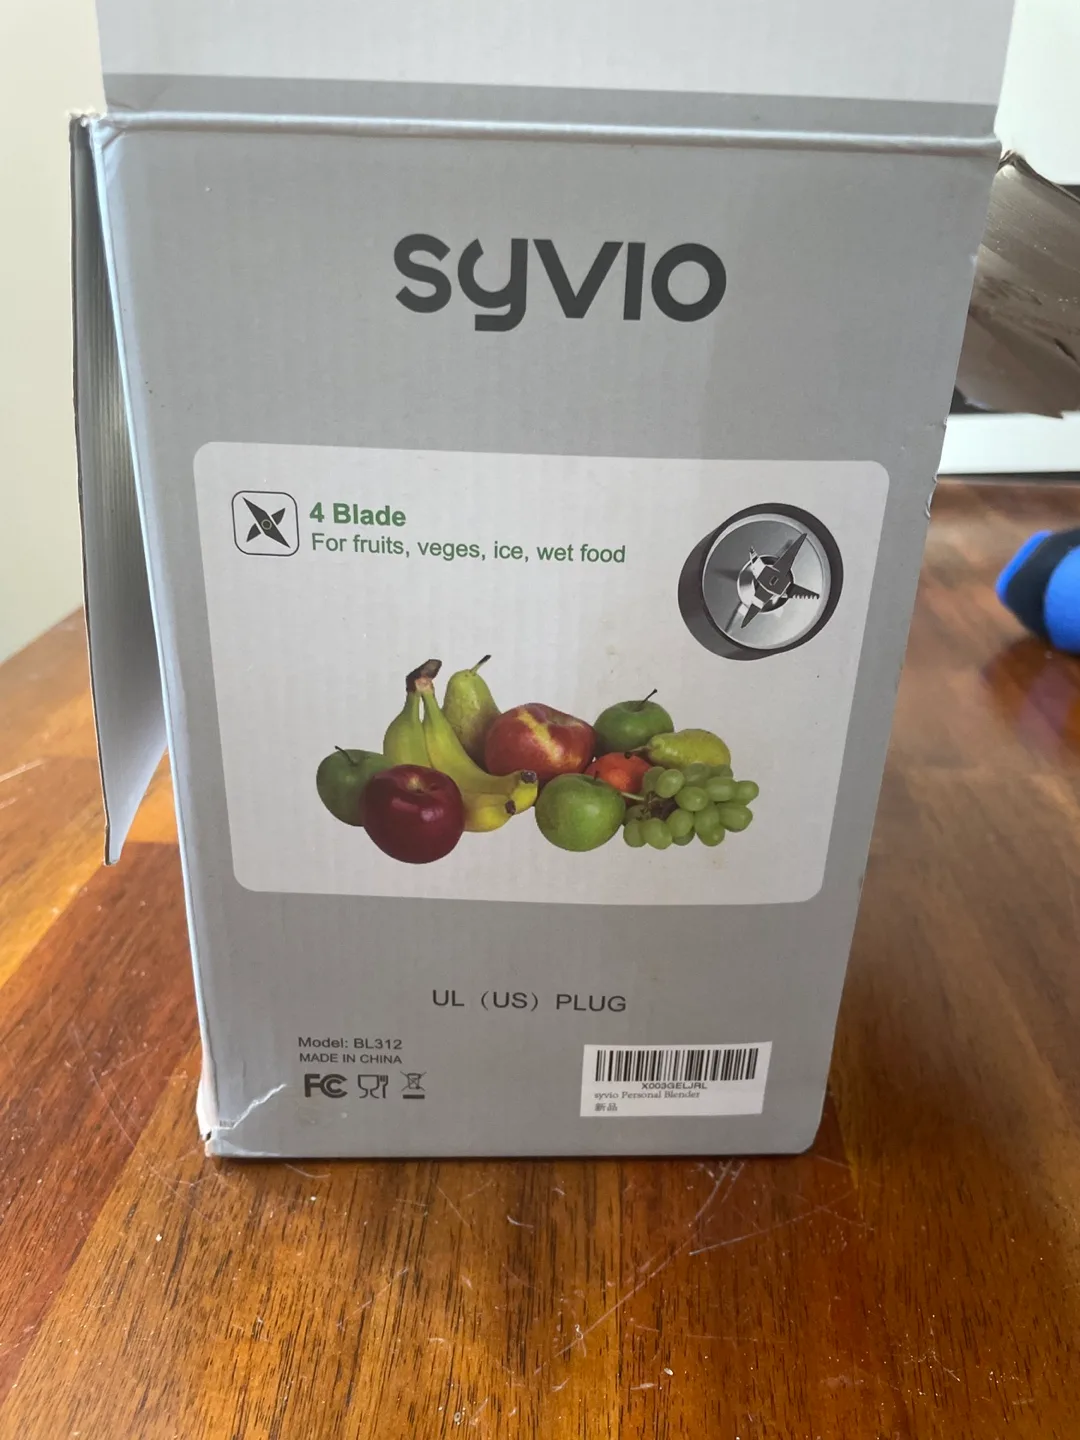 syvio
4 Blade
For fruits, veges, ice, wet food
UL (US) PLUG
Model: BL312
MADE IN CHINA
FC
X003GELJRL
syvio Personal Blender
新品